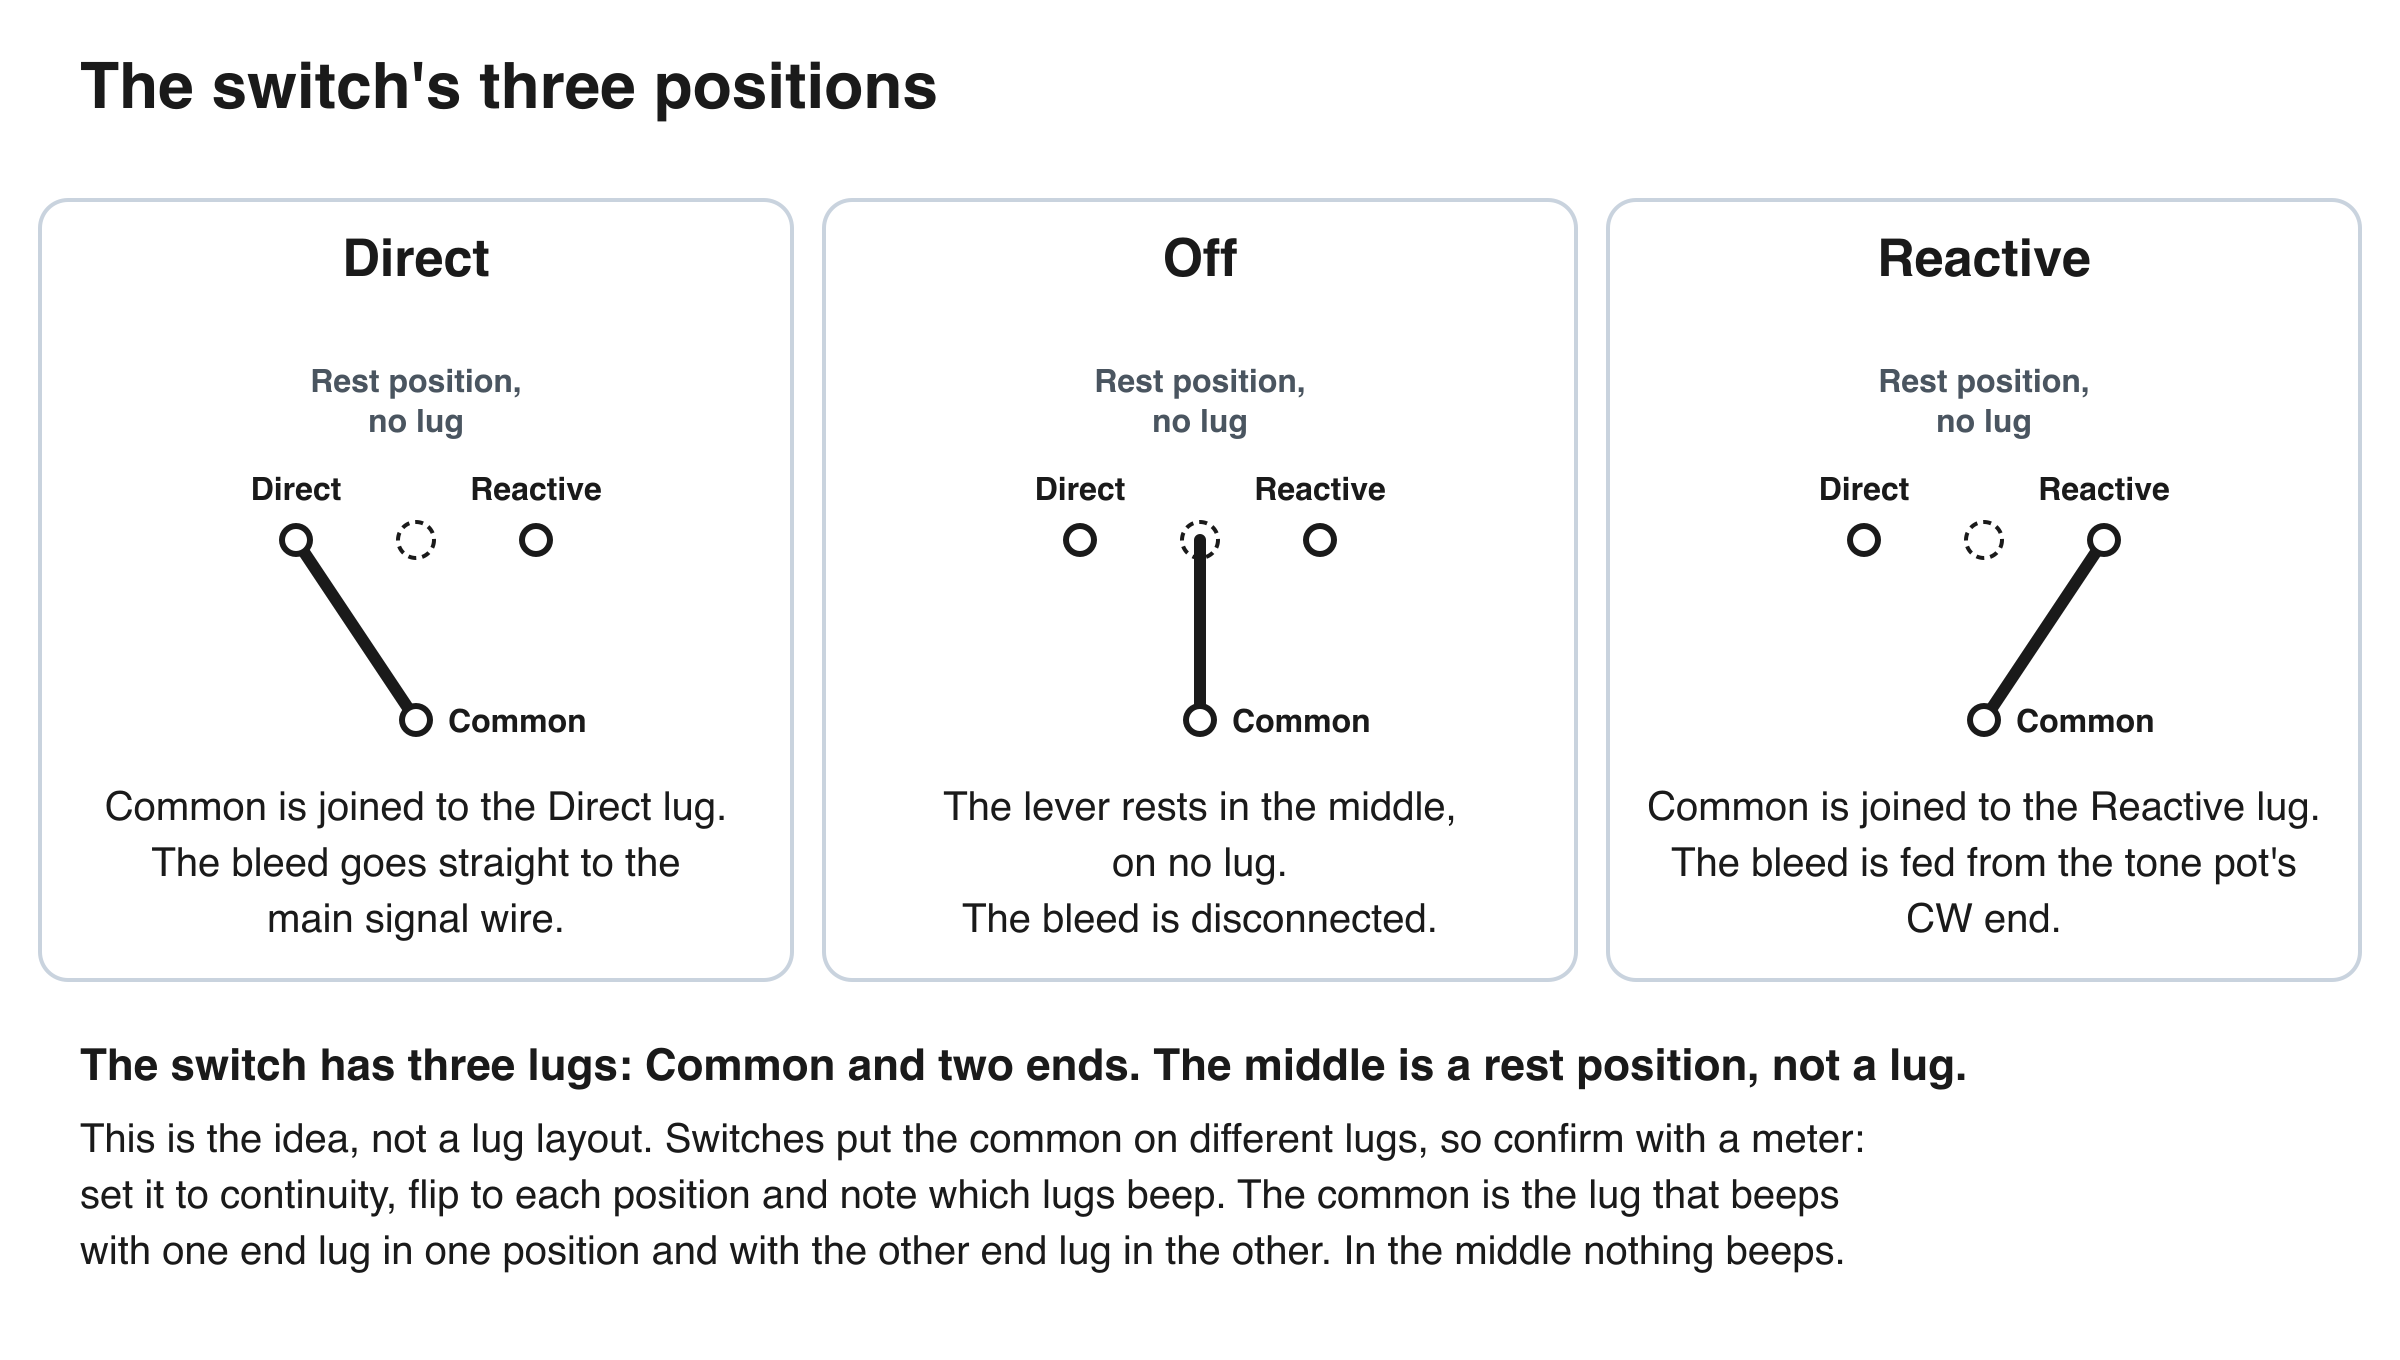 The switch's three positions
Direct
Rest position,
no lug
Direct
Reactive
Common
Common is joined to the Direct lug.
The bleed goes straight to the
main signal wire.
Off
Rest position,
no lug
Direct
Reactive
Common
The lever rests in the middle,
on no lug.
The bleed is disconnected.
Reactive
Rest position,
no lug
Direct
Reactive
Common
Common is joined to the Reactive lug.
The bleed is fed from the tone pot's
CW end.
The switch has three lugs: Common and two ends. The middle is a rest position, not a lug.
This is the idea, not a lug layout. Switches put the common on different lugs, so confirm with a meter:
set it to continuity, flip to each position and note which lugs beep. The common is the lug that beeps
with one end lug in one position and with the other end lug in the other. In the middle nothing beeps.